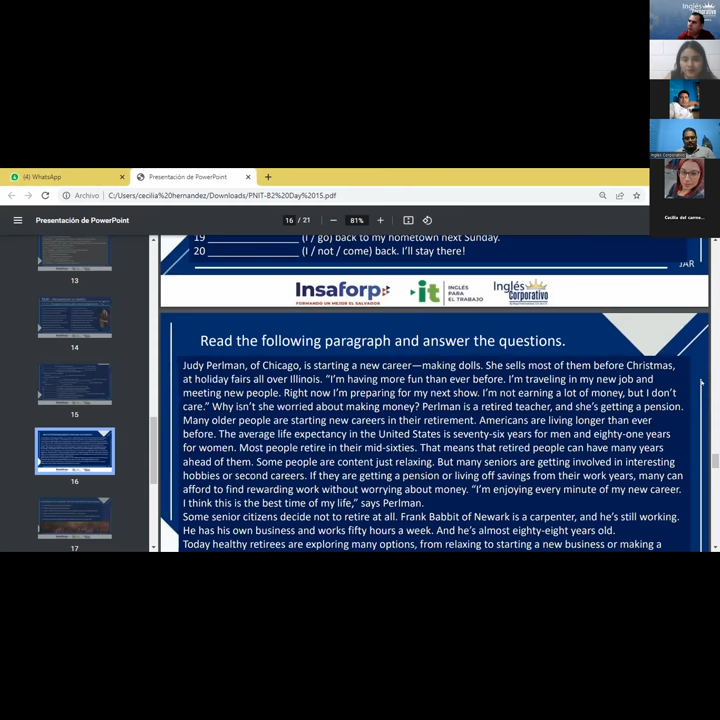 Inglés
Corporativo
(4) WhatsApp
Presentación de PowerPoint
Archivo
C:/Users/cecilia%20hernandez/Downloads/PNIT-B2%20Day%2015.pdf
Presentación de PowerPoint
16 / 21
81%
Inglés Corporativo
Cecilia del carme...
13
14
15
16
17
19 ________________ (I / go) back to my hometown next Sunday.
20 ________________ (I / not / come) back. I'll stay there!
JAR
Insaforp
FORMANDO UN MEJOR EL SALVADOR
it
INGLÉS
PARA
EL TRABAJO
Inglés
Corporativo
Read the following paragraph and answer the questions.
Judy Perlman, of Chicago, is starting a new career—making dolls. She sells most of them before Christmas,
at holiday fairs all over Illinois. "I'm having more fun than ever before. I'm traveling in my new job and
meeting new people. Right now I'm preparing for my next show. I'm not earning a lot of money, but I don't
care." Why isn't she worried about making money? Perlman is a retired teacher, and she's getting a pension.
Many older people are starting new careers in their retirement. Americans are living longer than ever
before. The average life expectancy in the United States is seventy-six years for men and eighty-one years
for women. Most people retire in their mid-sixties. That means that retired people can have many years
ahead of them. Some people are content just relaxing. But many seniors are getting involved in interesting
hobbies or second careers. If they are getting a pension or living off savings from their work years, many can
afford to find rewarding work without worrying about money. "I'm enjoying every minute of my new career.
I think this is the best time of my life," says Perlman.
Some senior citizens decide not to retire at all. Frank Babbit of Newark is a carpenter, and he's still working.
He has his own business and works fifty hours a week. And he's almost eighty-eight years old.
Today healthy retirees are exploring many options, from relaxing to starting a new business or making a